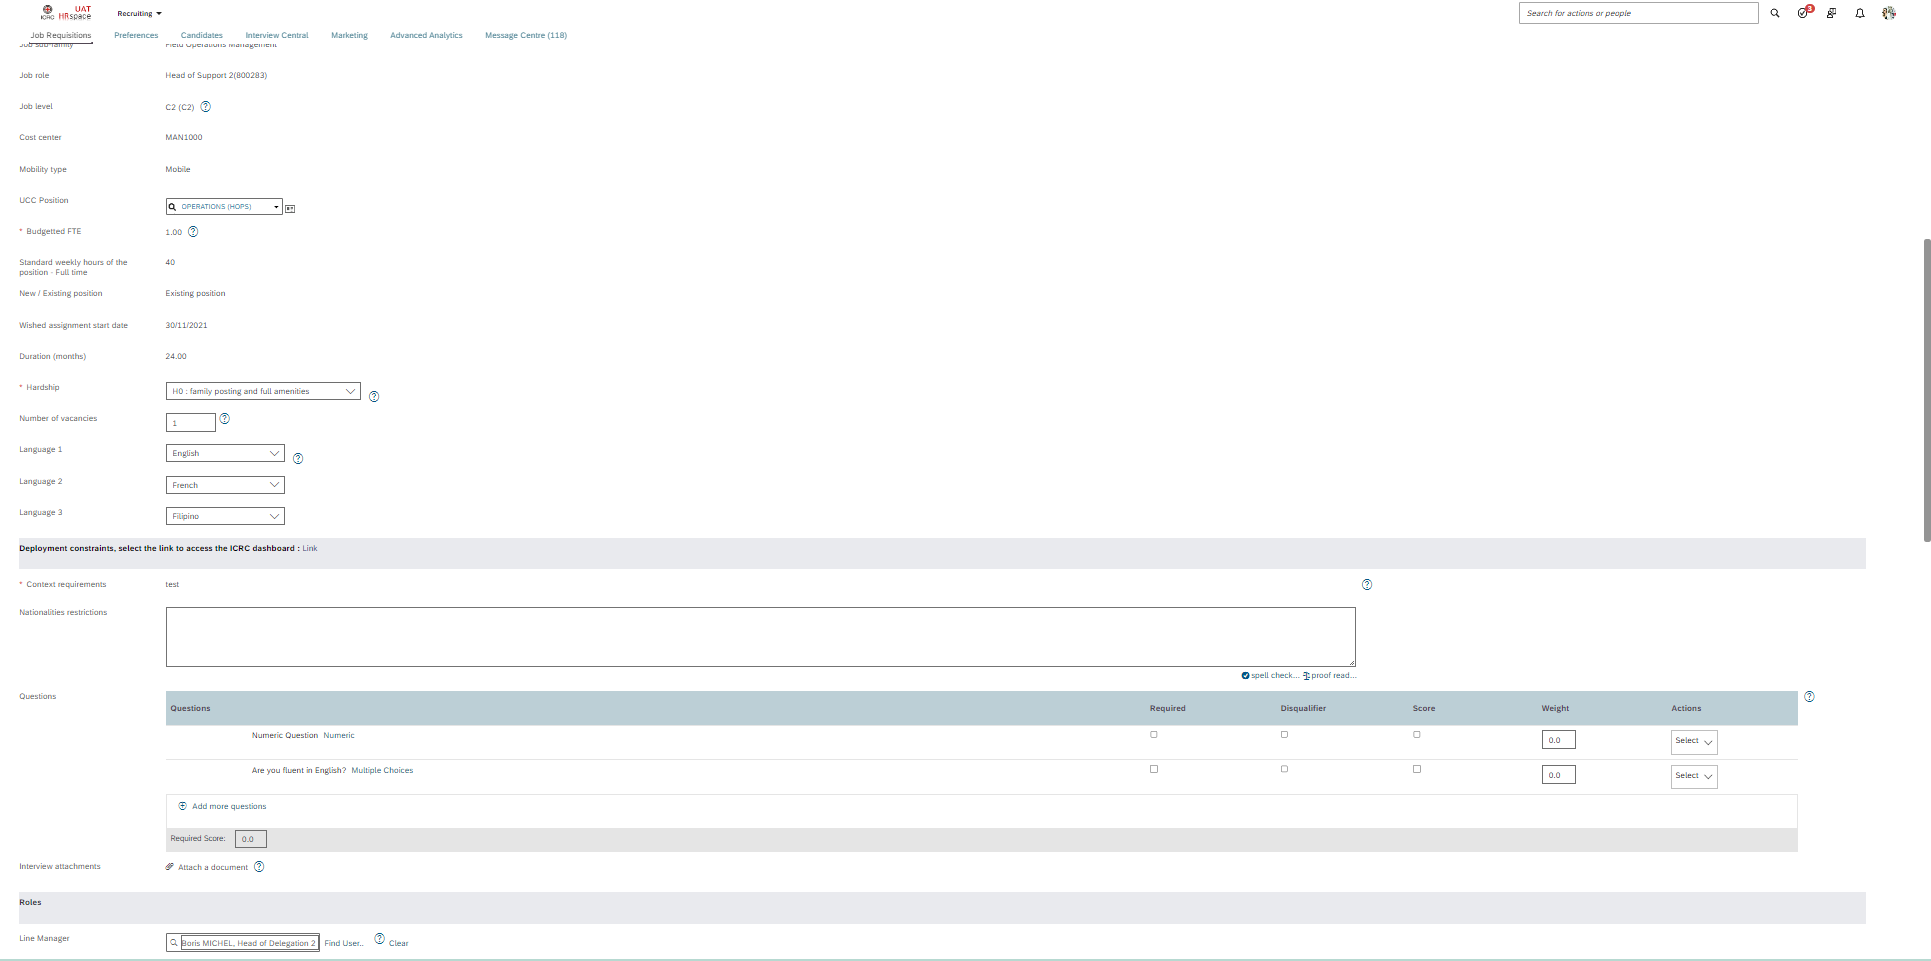 ICRC UAT HRspace Recruiting Search for actions or people 3
Job Requisitions Preferences Candidates Interview Central Marketing Advanced Analytics Message Centre (118)
Job sub-family Field Operations Management
Job role Head of Support 2(800283)
Job level C2 (C2)
Cost center MAN1000
Mobility type Mobile
UCC Position OPERATIONS (HOPS)
* Budgetted FTE 1.00
Standard weekly hours of the 40
position - Full time
New / Existing position Existing position
Wished assignment start date 30/11/2021
Duration (months) 24.00
* Hardship H0 : family posting and full amenities
Number of vacancies 1
Language 1 English
Language 2 French
Language 3 Filipino
Deployment constraints, select the link to access the ICRC dashboard : Link
* Context requirements test
Nationalities restrictions
spell check... proof read...
Questions
Questions Required Disqualifier Score Weight Actions
Numeric Question Numeric 0.0 Select
Are you fluent in English? Multiple Choices 0.0 Select
Add more questions
Required Score: 0.0
Interview attachments Attach a document
Roles
Line Manager Boris MICHEL, Head of Delegation 2 Find User.. Clear